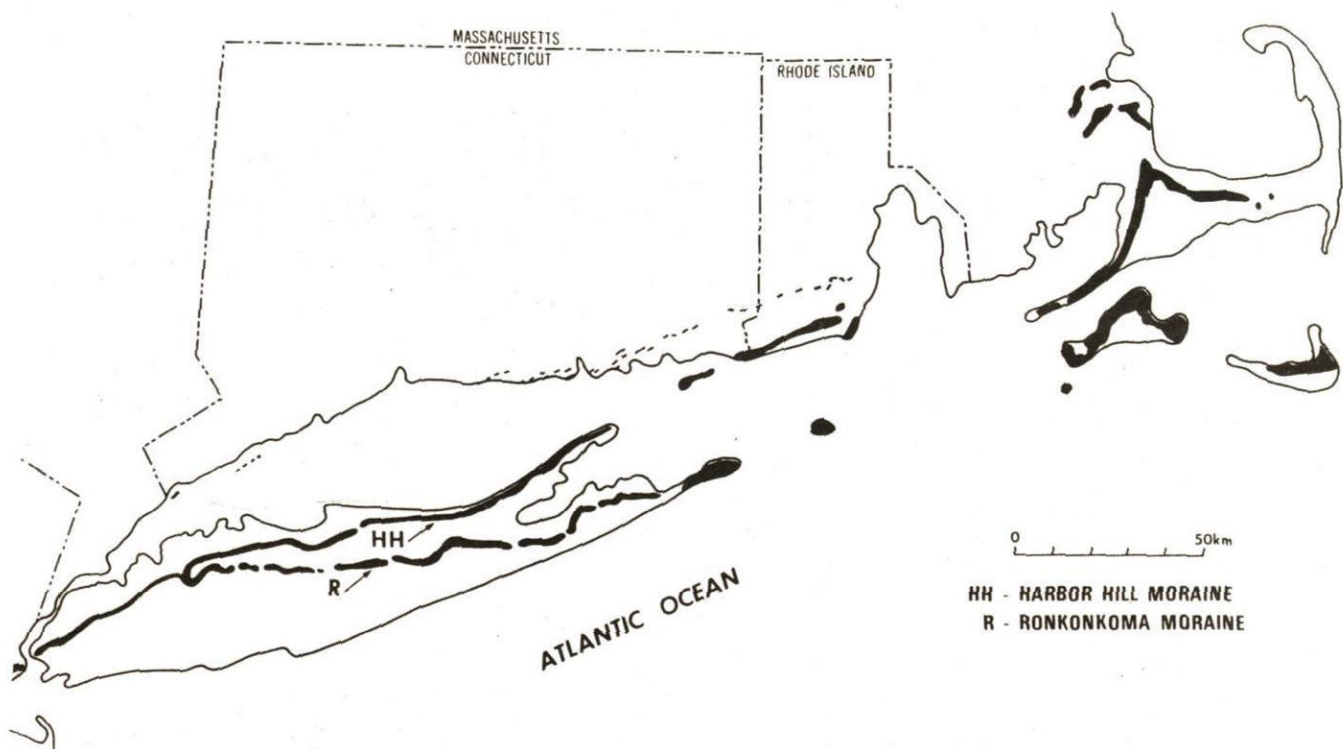 MASSACHUSETTS
CONNECTICUT
RHODE ISLAND
HH
R
ATLANTIC OCEAN
0 50km
HH - HARBOR HILL MORAINE
R - RONKONKOMA MORAINE